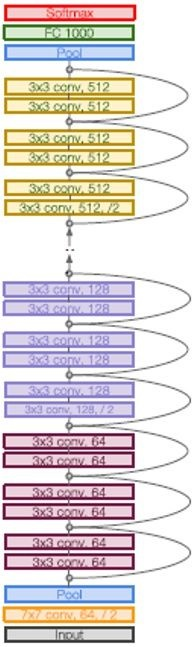 Softmax
FC 1000
Pool
3x3 conv, 512
3x3 conv, 512
3x3 conv, 512
3x3 conv, 512
3x3 conv, 512
3x3 conv, 512, /2
..
3x3 conv, 128
3x3 conv, 128
3x3 conv, 128
3x3 conv, 128
3x3 conv, 128
3x3 conv, 128, / 2
3x3 conv, 64
3x3 conv, 64
3x3 conv, 64
3x3 conv, 64
3x3 conv, 64
3x3 conv, 64
Pool
7x7 conv, 64, / 2
Input